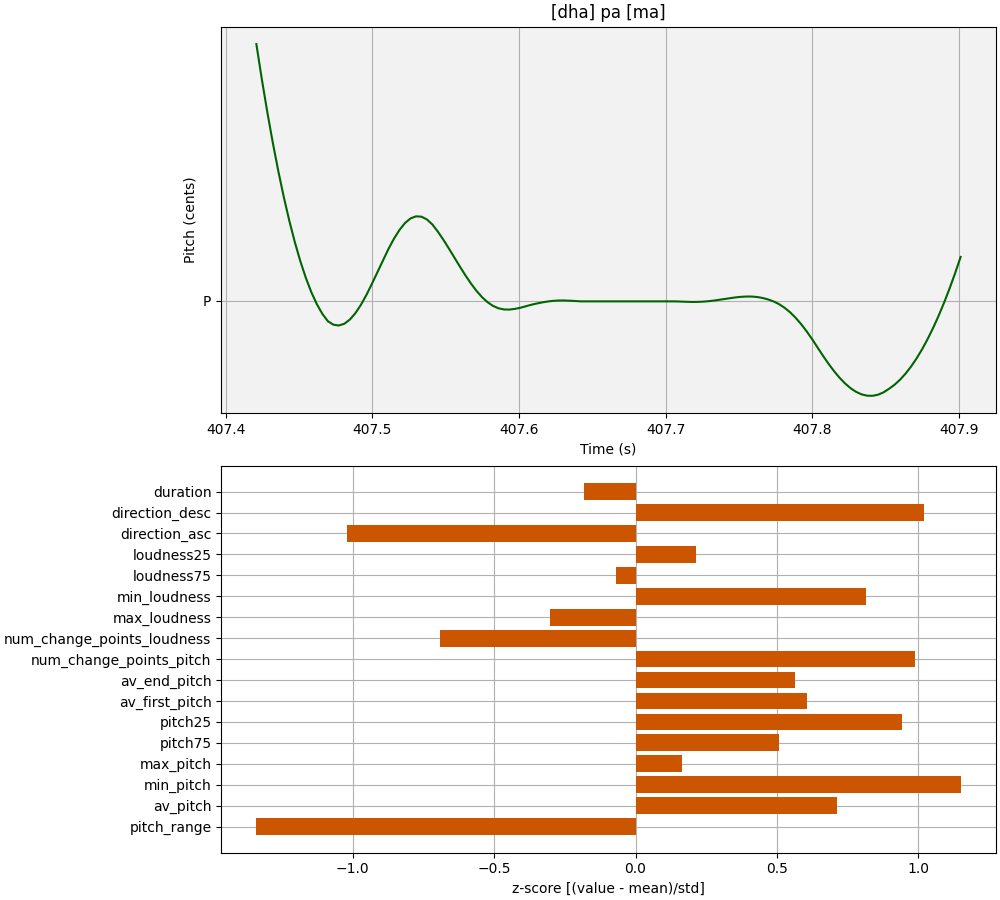 [dha] pa [ma]
Pitch (cents)
P
407.4 407.5 407.6 407.7 407.8 407.9
Time (s)
duration
direction_desc
direction_asc
loudness25
loudness75
min_loudness
max_loudness
num_change_points_loudness
num_change_points_pitch
av_end_pitch
av_first_pitch
pitch25
pitch75
max_pitch
min_pitch
av_pitch
pitch_range
−1.0 −0.5 0.0 0.5 1.0
z-score [(value - mean)/std]